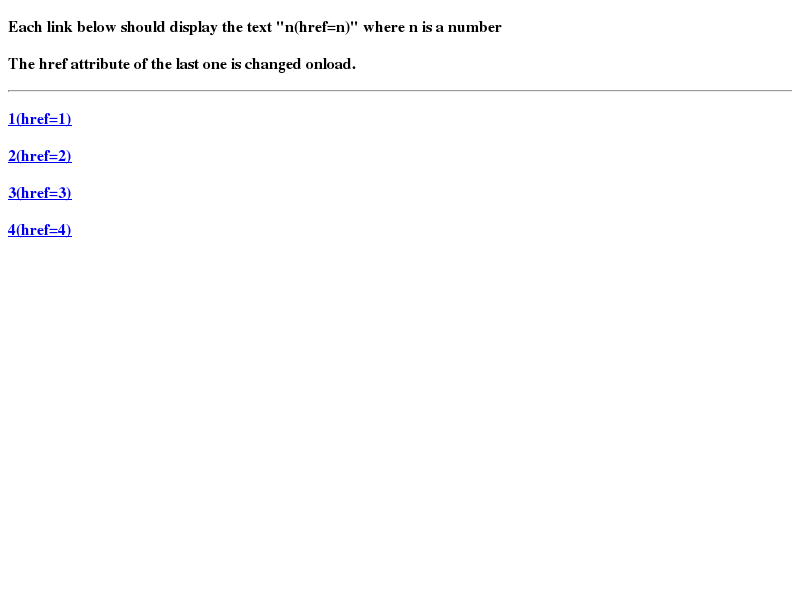 Each link below should display the text "n(href=n)" where n is a number
The href attribute of the last one is changed onload.
1(href=1)
2(href=2)
3(href=3)
4(href=4)